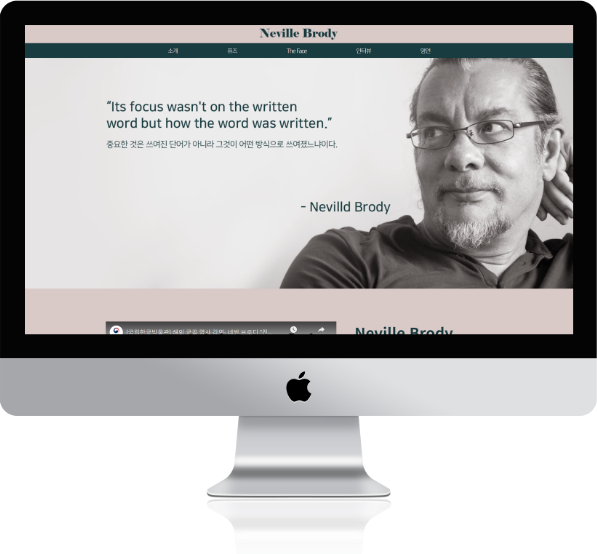 Neville Brody
소개
퓨즈
The Face
인터뷰
강연
“Its focus wasn't on the written
word but how the word was written.”
중요한 것은 쓰여진 단어가 아니라 그것이 어떤 방식으로 쓰여졌느냐이다.
- Nevilld Brody
Neville Brody